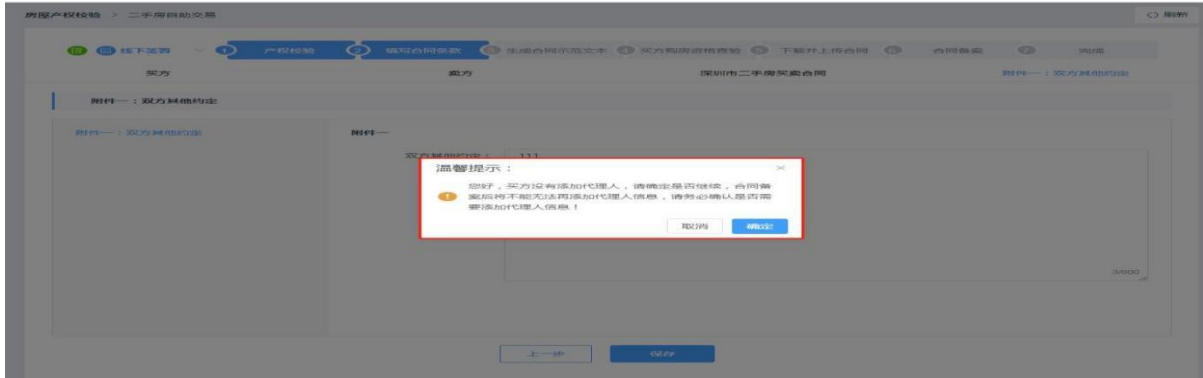 房屋产权校验 > 二手房自助交易
刷新
线下签署
1 产权校验
2 填写合同条款
生成合同示范文本
4 买方购房资格查验
5 下载并上传合同
6 合同备案
7 完成
买方
卖方
深圳市二手房买卖合同
附件一：双方其他约定
附件一：双方其他约定
附件一：双方其他约定
附件一
双方其他约定：
111
温馨提示：
您好，买方没有添加代理人，请确定是否继续，合同备
案后将不能无法再添加代理人信息，请务必确认是否需
要添加代理人信息！
取消
确定
3/800
上一步
保存